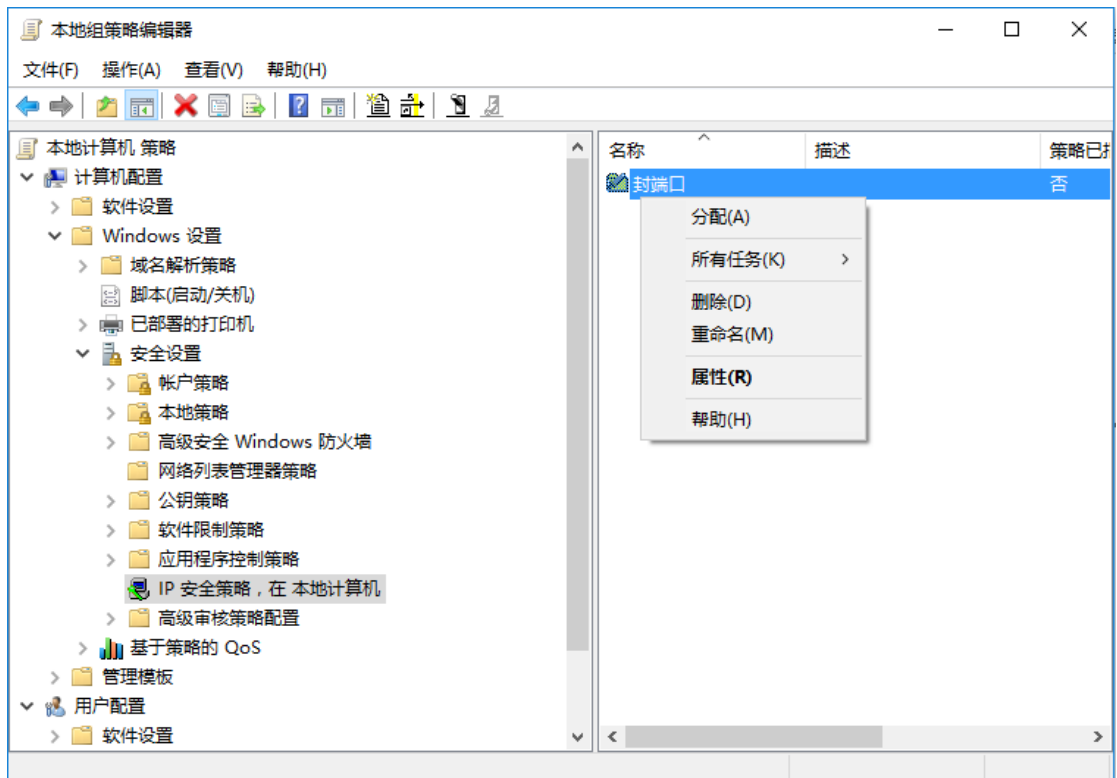 本地组策略编辑器
文件(F) 操作(A) 查看(V) 帮助(H)
本地计算机 策略
计算机配置
软件设置
Windows 设置
域名解析策略
脚本(启动/关机)
已部署的打印机
安全设置
帐户策略
本地策略
高级安全 Windows 防火墙
网络列表管理器策略
公钥策略
软件限制策略
应用程序控制策略
IP 安全策略，在 本地计算机
高级审核策略配置
基于策略的 QoS
管理模板
用户配置
软件设置
名称 描述 策略已
封端口 否
分配(A)
所有任务(K)
删除(D)
重命名(M)
属性(R)
帮助(H)